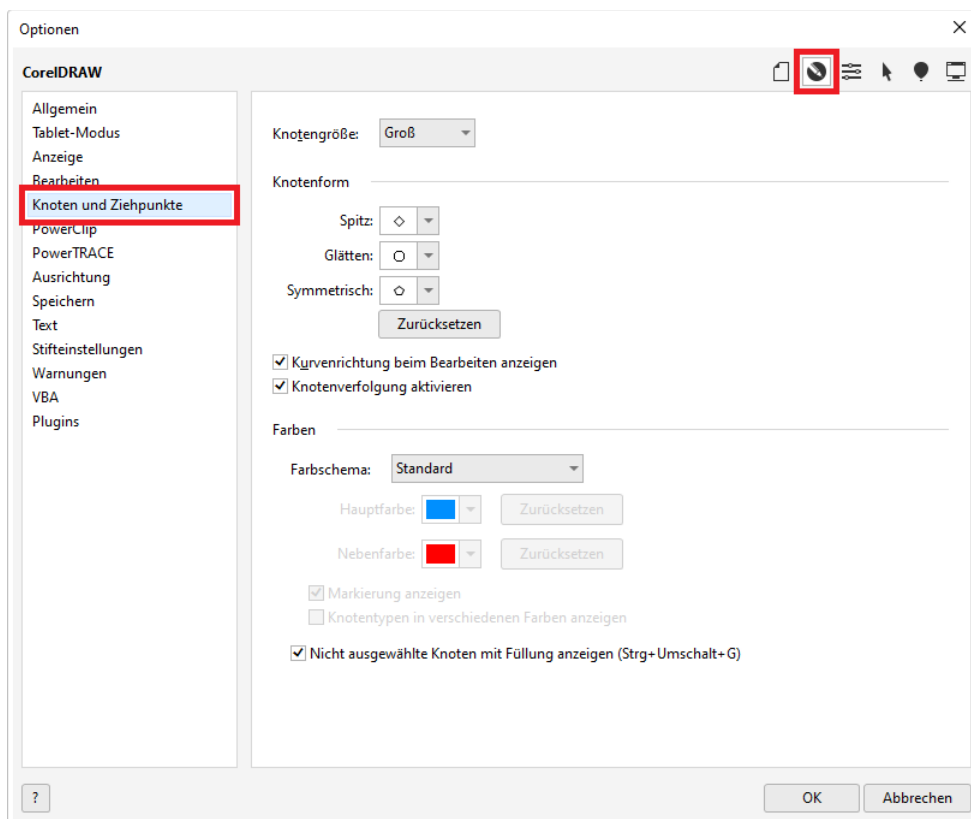 Optionen
CorelDRAW
Allgemein
Tablet-Modus
Anzeige
Bearbeiten
Knoten und Ziehpunkte
PowerClip
PowerTRACE
Ausrichtung
Speichern
Text
Stifteinstellungen
Warnungen
VBA
Plugins
Knotengröße: Groß
Knotenform
Spitz:
Glätten:
Symmetrisch:
Zurücksetzen
Kurvenrichtung beim Bearbeiten anzeigen
Knotenverfolgung aktivieren
Farben
Farbschema: Standard
Hauptfarbe: Zurücksetzen
Nebenfarbe: Zurücksetzen
Markierung anzeigen
Knotentypen in verschiedenen Farben anzeigen
Nicht ausgewählte Knoten mit Füllung anzeigen (Strg+Umschalt+G)
? OK Abbrechen